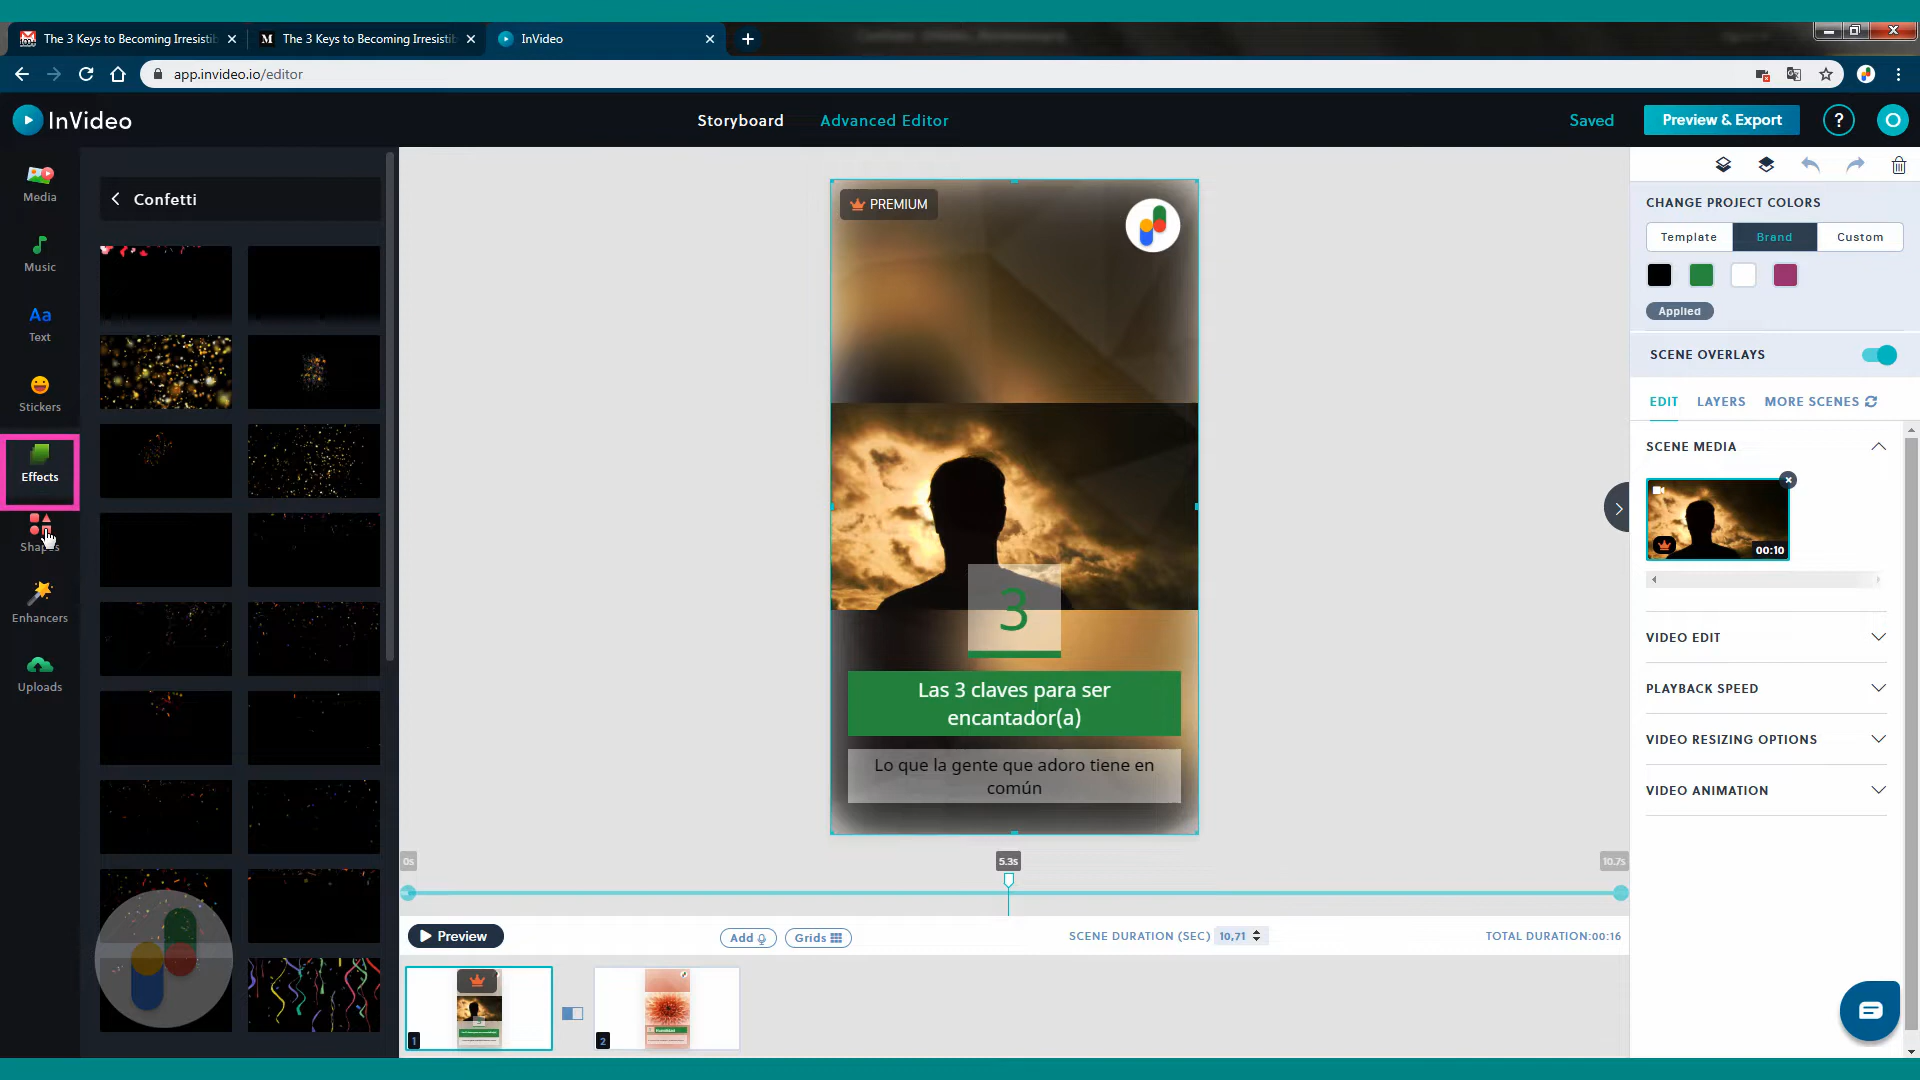 The 3 Keys to Becoming Irresistib
M The 3 Keys to Becoming Irresistib
InVideo
app.invideo.io/editor
InVideo
Storyboard
Advanced Editor
Saved
Preview & Export
?
O
Media
Music
Aa
Text
Stickers
Effects
Shapes
Enhancers
Uploads
Confetti
PREMIUM
3
Las 3 claves para ser
encantador(a)
Lo que la gente que adoro tiene en
común
0s
5.3s
10.7s
Preview
Add
Grids
SCENE DURATION (SEC) 10,71
TOTAL DURATION:00:16
1
2
CHANGE PROJECT COLORS
Template
Brand
Custom
Applied
SCENE OVERLAYS
EDIT
LAYERS
MORE SCENES
SCENE MEDIA
00:10
VIDEO EDIT
PLAYBACK SPEED
VIDEO RESIZING OPTIONS
VIDEO ANIMATION